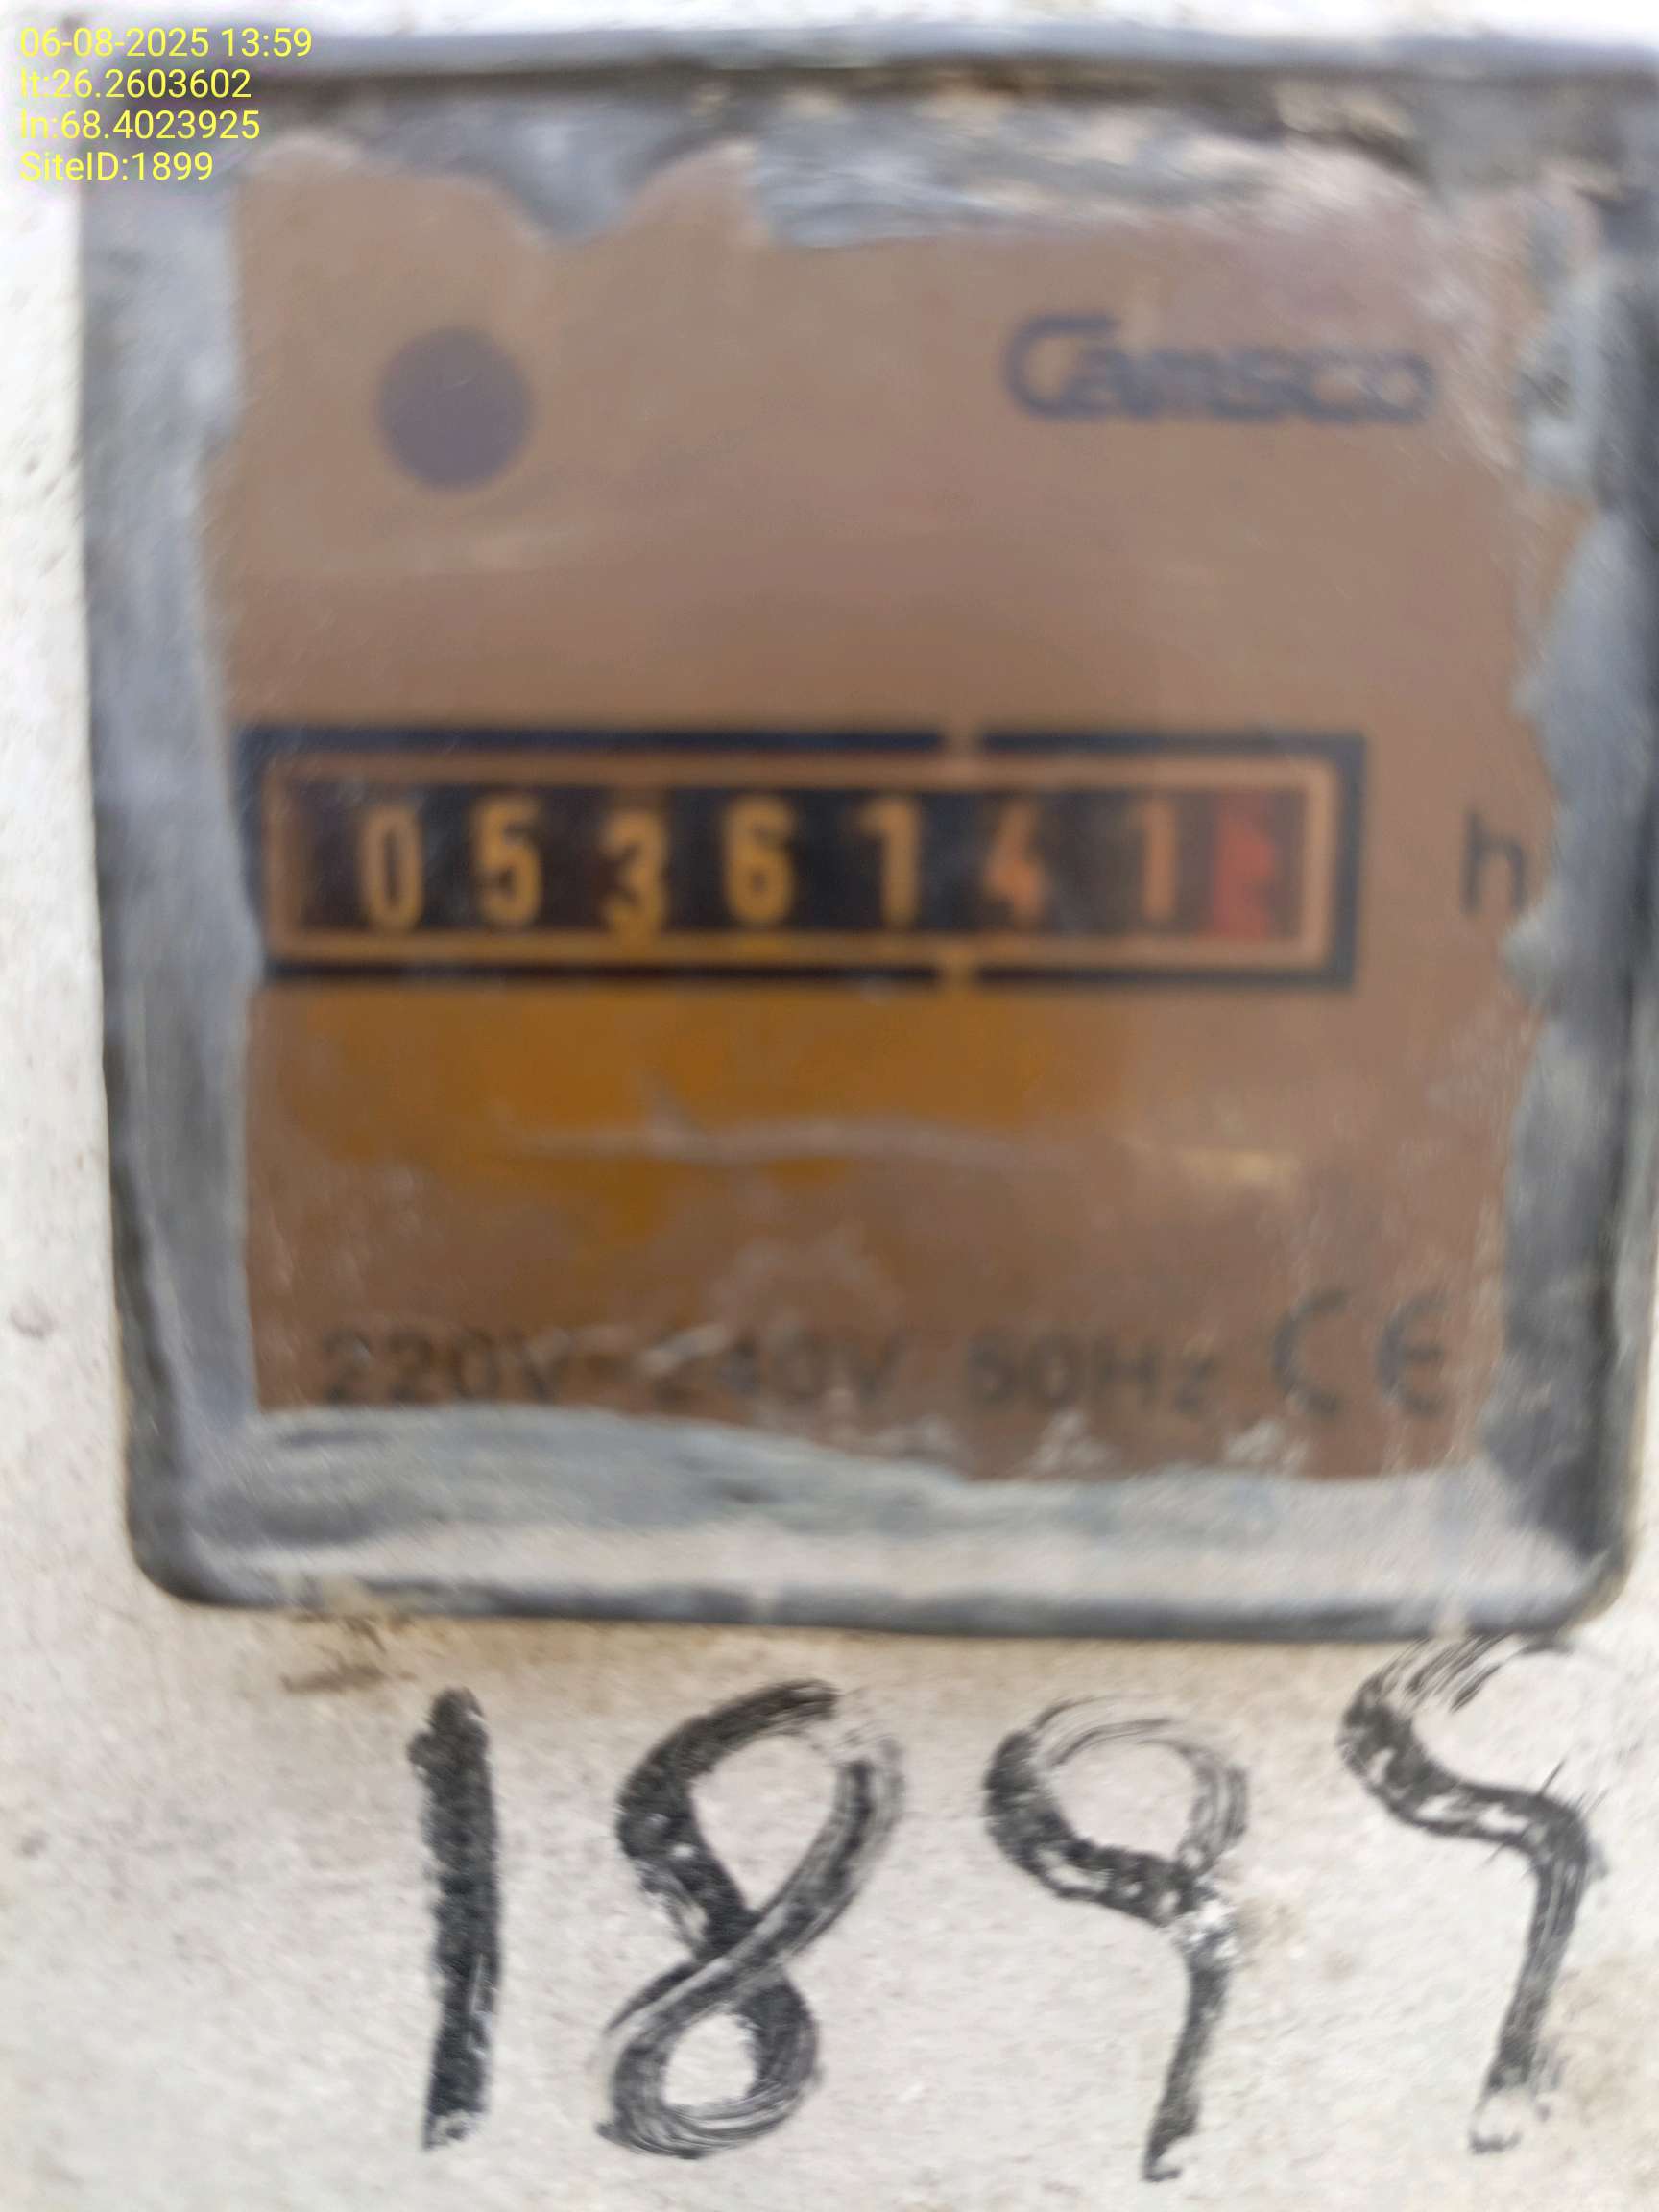 06-08-2025 13:59
lt:26.2603602
ln:68.4023925
SiteID:1899
Camsco
0536141
h
220V-240V 50Hz CE
1899